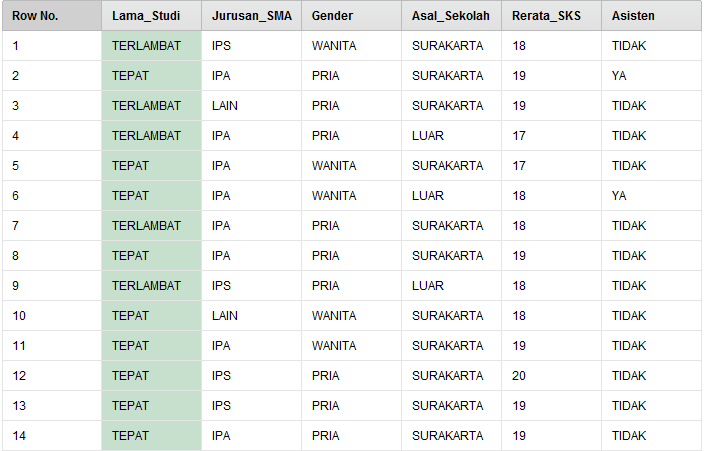 Row No. Lama_Studi Jurusan_SMA Gender Asal_Sekolah Rerata_SKS Asisten
1 TERLAMBAT IPS WANITA SURAKARTA 18 TIDAK
2 TEPAT IPA PRIA SURAKARTA 19 YA
3 TERLAMBAT LAIN PRIA SURAKARTA 19 TIDAK
4 TERLAMBAT IPA PRIA LUAR 17 TIDAK
5 TEPAT IPA WANITA SURAKARTA 17 TIDAK
6 TEPAT IPA WANITA LUAR 18 YA
7 TERLAMBAT IPA PRIA SURAKARTA 18 TIDAK
8 TEPAT IPA PRIA SURAKARTA 19 TIDAK
9 TERLAMBAT IPS PRIA LUAR 18 TIDAK
10 TEPAT LAIN WANITA SURAKARTA 18 TIDAK
11 TEPAT IPA WANITA SURAKARTA 19 TIDAK
12 TEPAT IPS PRIA SURAKARTA 20 TIDAK
13 TEPAT IPS PRIA SURAKARTA 19 TIDAK
14 TEPAT IPA PRIA SURAKARTA 19 TIDAK